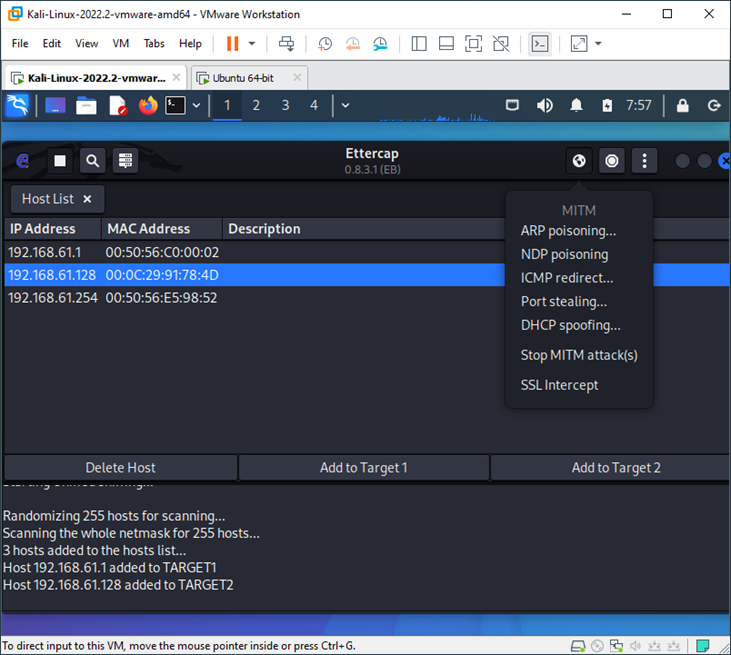 Kali-Linux-2022.2-vmware-amd64 - VMware Workstation
File Edit View VM Tabs Help
Kali-Linux-2022.2-vmwar... Ubuntu 64-bit
1 2 3 4 7:57
Ettercap
0.8.3.1 (EB)
Host List
IP Address MAC Address Description
192.168.61.1 00:50:56:C0:00:02
192.168.61.128 00:0C:29:91:78:4D
192.168.61.254 00:50:56:E5:98:52
MITM
ARP poisoning...
NDP poisoning
ICMP redirect...
Port stealing...
DHCP spoofing...
Stop MITM attack(s)
SSL Intercept
Delete Host Add to Target 1 Add to Target 2
Randomizing 255 hosts for scanning...
Scanning the whole netmask for 255 hosts...
3 hosts added to the hosts list...
Host 192.168.61.1 added to TARGET1
Host 192.168.61.128 added to TARGET2
To direct input to this VM, move the mouse pointer inside or press Ctrl+G.